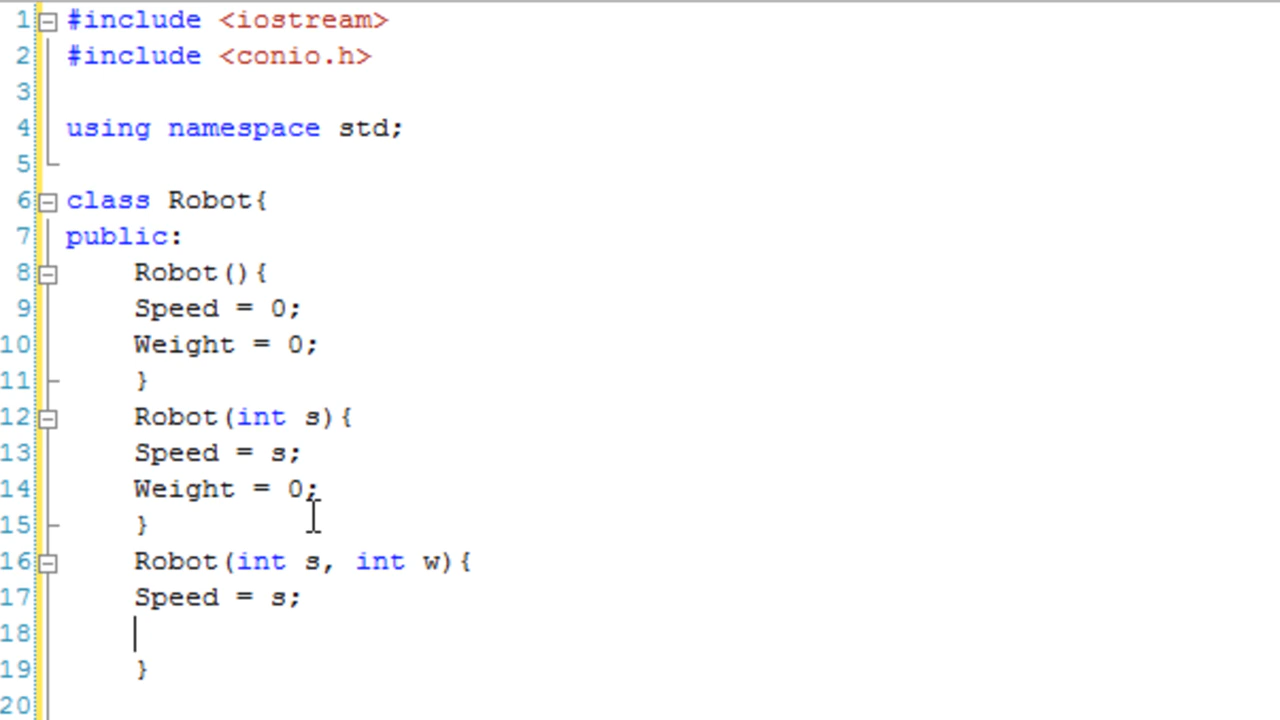 1 #include <iostream>
2 #include <conio.h>
3
4 using namespace std;
5
6 class Robot{
7 public:
8     Robot(){
9     Speed = 0;
10     Weight = 0;
11     }
12     Robot(int s){
13     Speed = s;
14     Weight = 0;
15     }
16     Robot(int s, int w){
17     Speed = s;
18
19     }
20